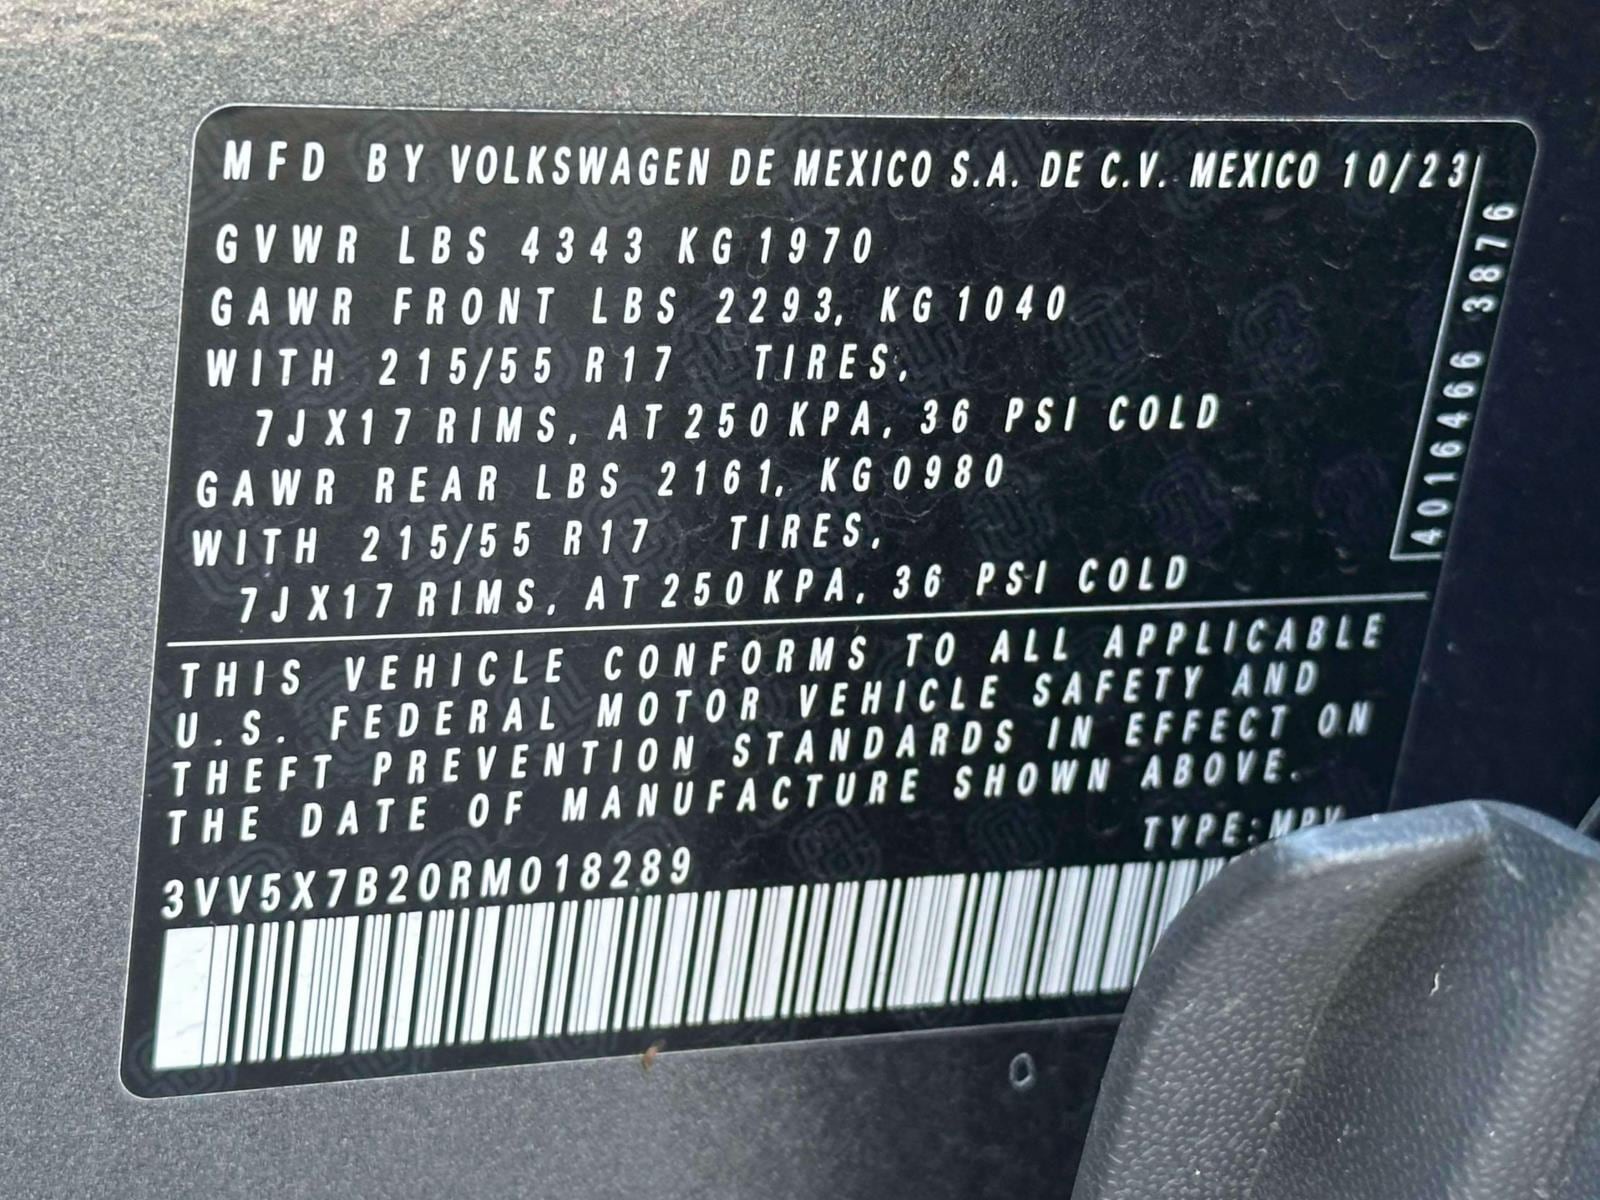 MFD BY VOLKSWAGEN DE MEXICO S.A. DE C.V. MEXICO 10/23
GVWR LBS 4343 KG 1970
GAWR FRONT LBS 2293, KG 1040
WITH 215/55 R17 TIRES,
7JX17 RIMS, AT 250 KPA, 36 PSI COLD
GAWR REAR LBS 2161, KG 0980
WITH 215/55 R17 TIRES,
7JX17 RIMS, AT 250 KPA, 36 PSI COLD
4016466 3876
THIS VEHICLE CONFORMS TO ALL APPLICABLE
U.S. FEDERAL MOTOR VEHICLE SAFETY AND
THEFT PREVENTION STANDARDS IN EFFECT ON
THE DATE OF MANUFACTURE SHOWN ABOVE.
TYPE: MPV
3VV5X7B20RM018289